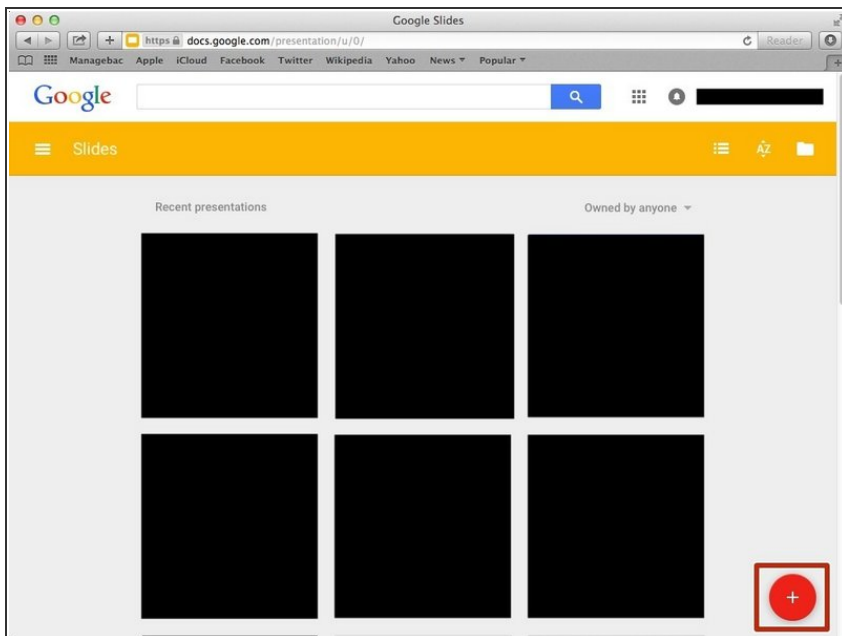 Google Slides
https docs.google.com/presentation/u/0/
Reader
Managebac Apple iCloud Facebook Twitter Wikipedia Yahoo News Popular
+
Google
Slides
AZ
Recent presentations
Owned by anyone
+